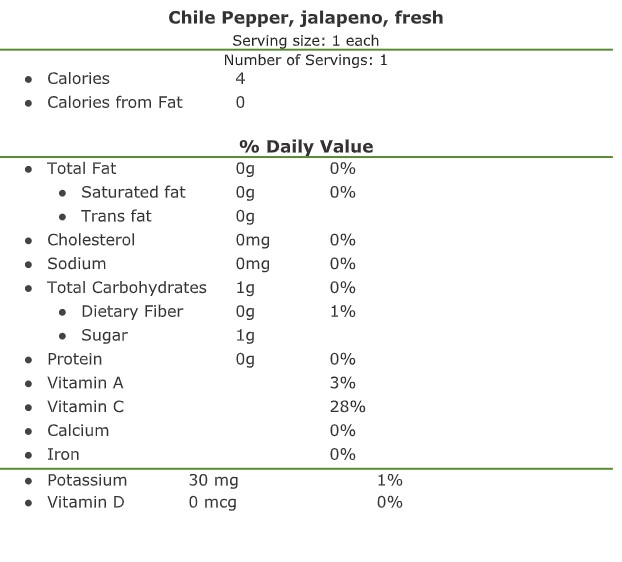 Chile Pepper, jalapeno, fresh
Serving size: 1 each
Number of Servings: 1
● Calories 4
● Calories from Fat 0
% Daily Value
● Total Fat 0g 0%
● Saturated fat 0g 0%
● Trans fat 0g
● Cholesterol 0mg 0%
● Sodium 0mg 0%
● Total Carbohydrates 1g 0%
● Dietary Fiber 0g 1%
● Sugar 1g
● Protein 0g 0%
● Vitamin A 3%
● Vitamin C 28%
● Calcium 0%
● Iron 0%
● Potassium 30 mg 1%
● Vitamin D 0 mcg 0%